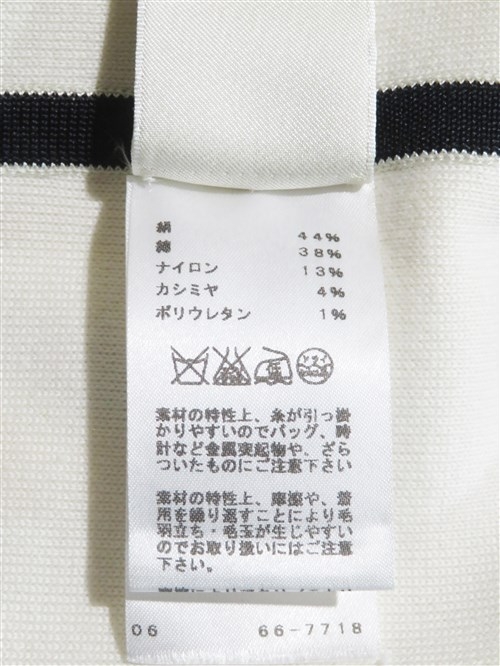 絹 44%
綿 38%
ナイロン 13%
カシミヤ 4%
ポリウレタン 1%
低
ドライ
素材の特性上、糸が引っ掛
かりやすいのでバッグ、時
計など金属突起物や、ざら
ついたものにご注意下さい
素材の特性上、摩擦や、着
用を繰り返すことにより毛
羽立ち・毛玉が生じやすい
のでお取り扱いにはご注意
下さい。
06 66-7718